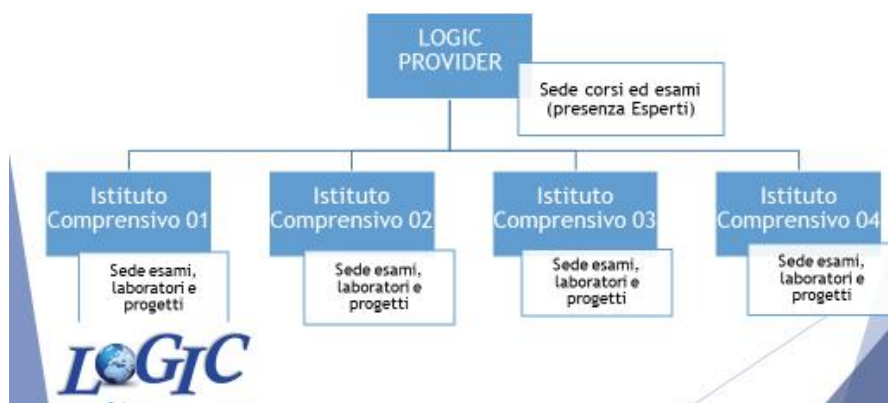 LOGIC
PROVIDER
Sede corsi ed esami
(presenza Esperti)
Istituto
Comprensivo 01
Istituto
Comprensivo 02
Istituto
Comprensivo 03
Istituto
Comprensivo 04
Sede esami,
laboratori e
progetti
Sede esami,
laboratori e
progetti
Sede esami,
laboratori e
progetti
Sede esami,
laboratori e
progetti
LOGIC